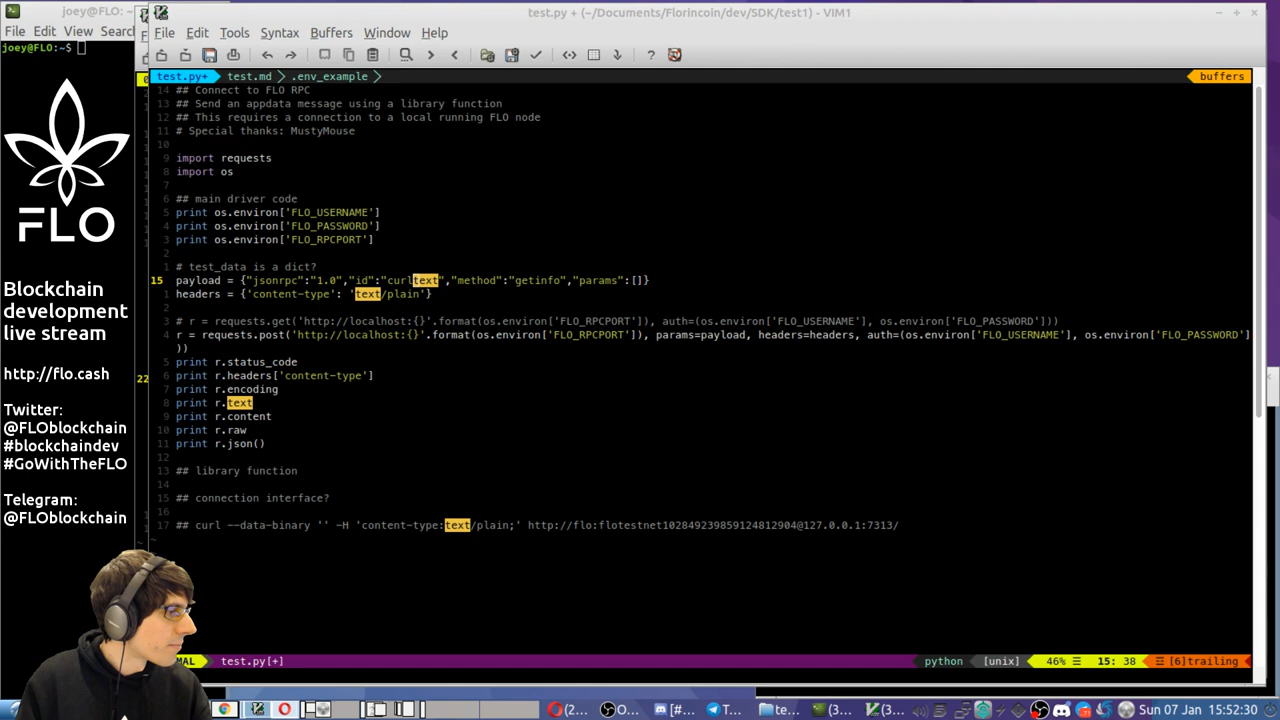 joey@FLO: ~
File Edit View Search
joey@FLO:~$
FLO
Blockchain
development
live stream
http://flo.cash
Twitter:
@FLOblockchain
#blockchaindev
#GoWithTheFLO
Telegram:
@FLOblockchain
test.py + (~/Documents/Florincoin/dev/SDK/test1) - VIM1
File Edit Tools Syntax Buffers Window Help
test.py+ test.md .env_example buffers
14 ## Connect to FLO RPC
13 ## Send an appdata message using a library function
12 ## This requires a connection to a local running FLO node
11 # Special thanks: MustyMouse
10
9 import requests
8 import os
7
6 ## main driver code
5 print os.environ['FLO_USERNAME']
4 print os.environ['FLO_PASSWORD']
3 print os.environ['FLO_RPCPORT']
2
1 # test_data is a dict?
15 payload = {"jsonrpc":"1.0","id":"curltext","method":"getinfo","params":[]}
1 headers = {'content-type': 'text/plain'}
2
3 # r = requests.get('http://localhost:{}'.format(os.environ['FLO_RPCPORT']), auth=(os.environ['FLO_USERNAME'], os.environ['FLO_PASSWORD']))
4 r = requests.post('http://localhost:{}'.format(os.environ['FLO_RPCPORT']), params=payload, headers=headers, auth=(os.environ['FLO_USERNAME'], os.environ['FLO_PASSWORD']
))
5 print r.status_code
6 print r.headers['content-type']
7 print r.encoding
8 print r.text
9 print r.content
10 print r.raw
11 print r.json()
12
13 ## library function
14
15 ## connection interface?
16
17 ## curl --data-binary '' -H 'content-type:text/plain;' http://flo:flotestnet102849239859124812904@127.0.0.1:7313/
~
22
MAL test.py[+] python [unix] 46% 15: 38 [6]trailing
(2... O... [#... T... te... (3... (3... Sun 07 Jan 15:52:30